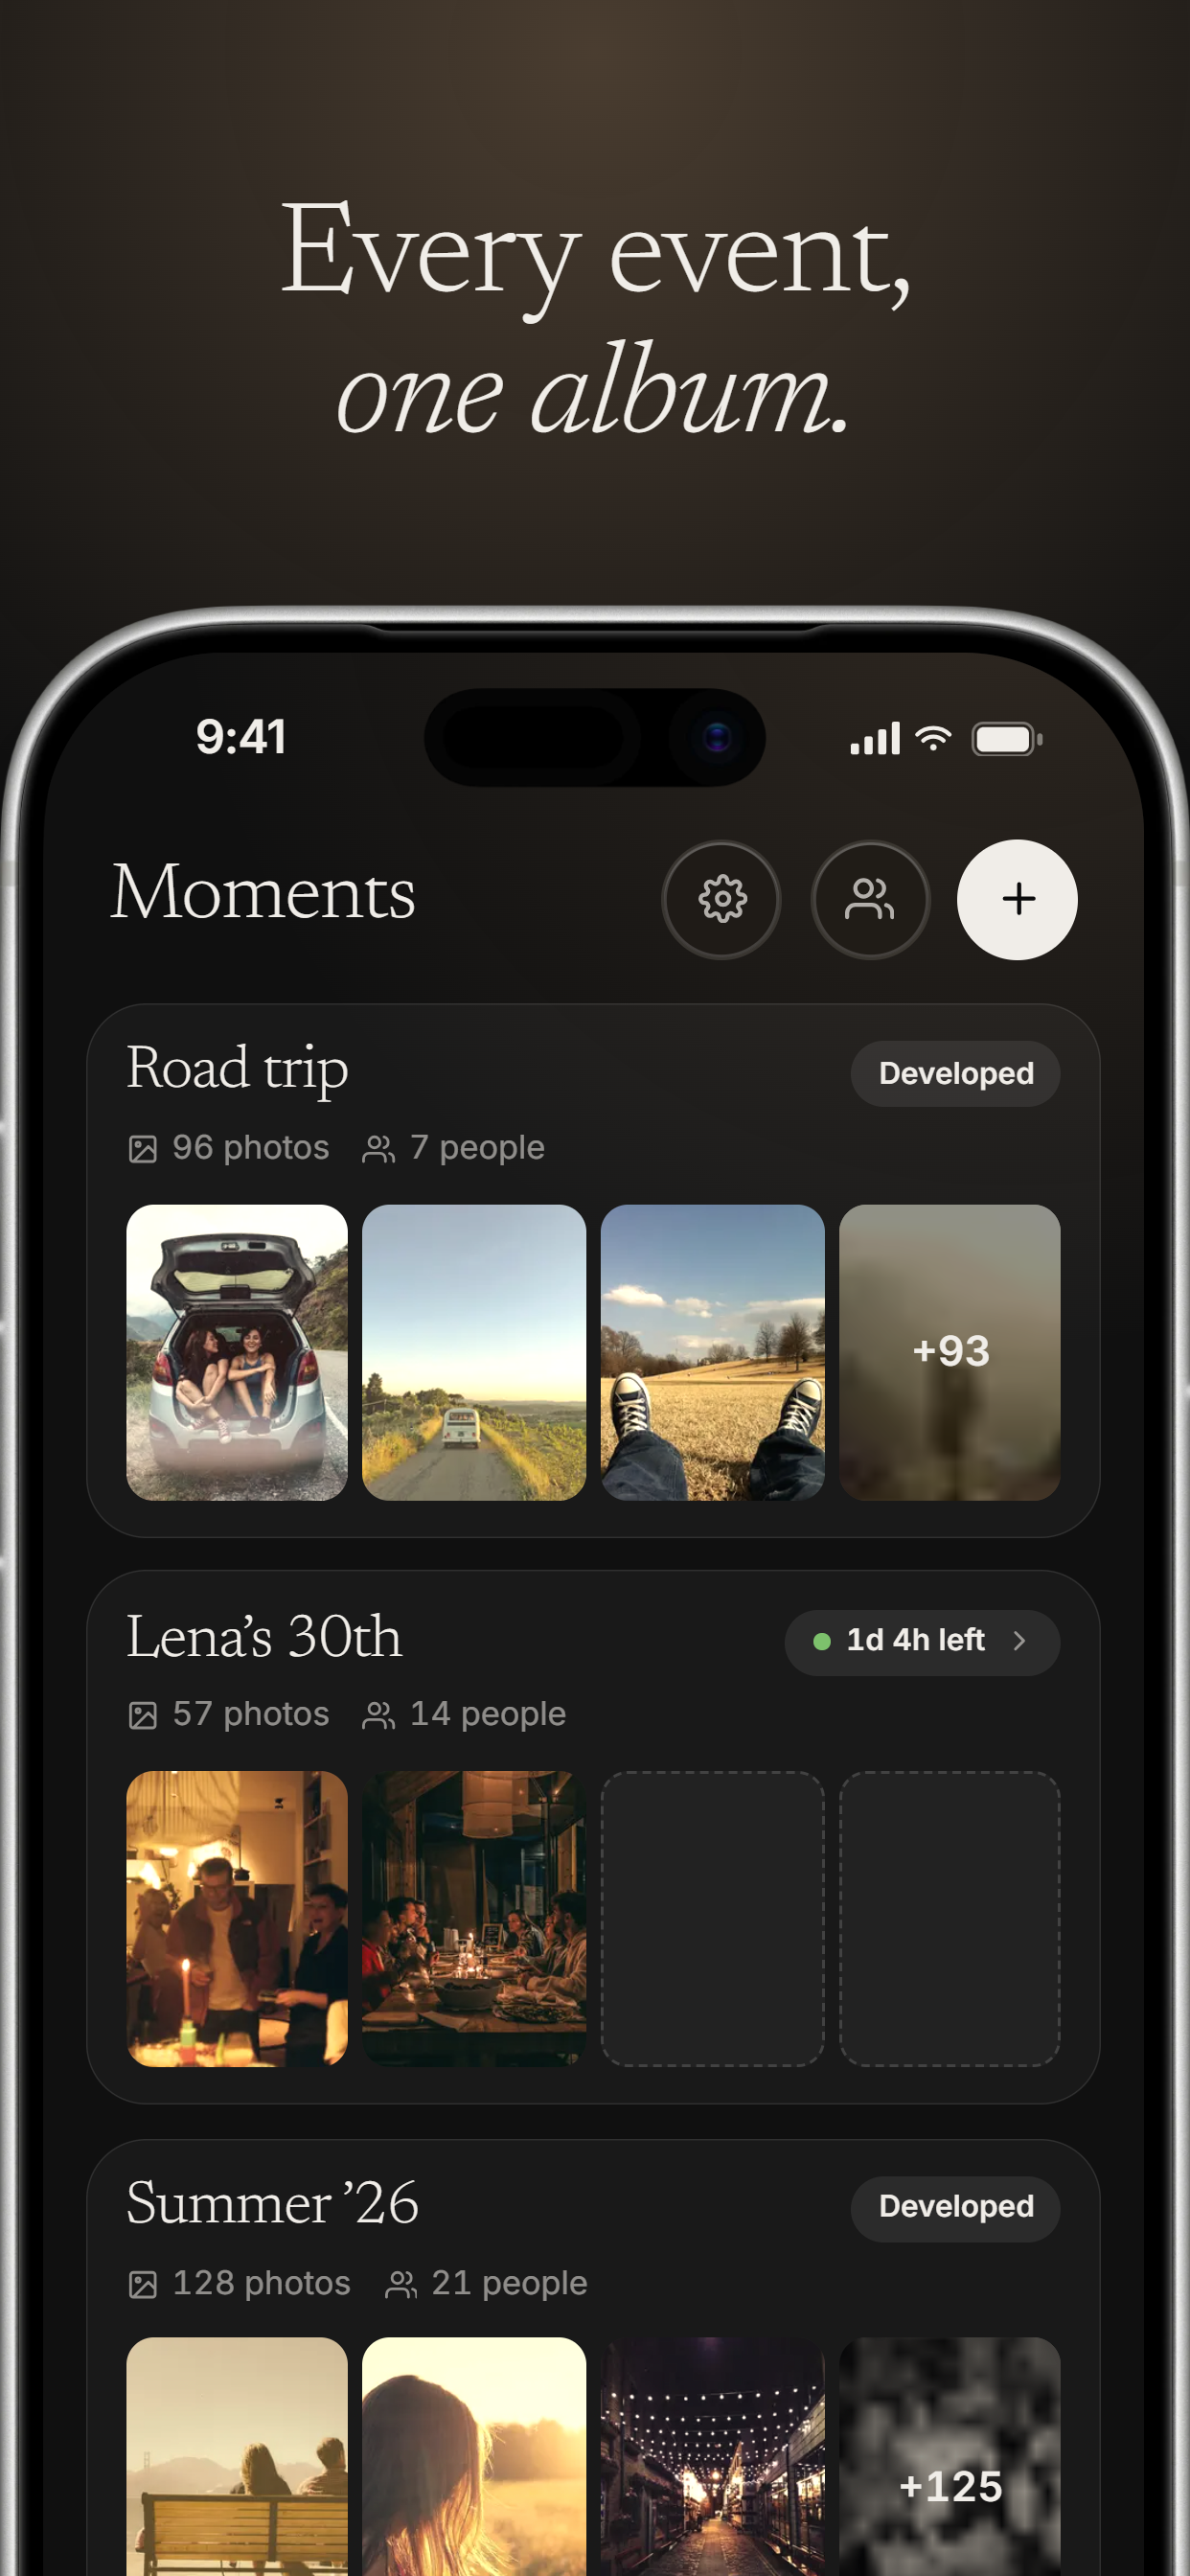 Every event,
one album.
9:41
Moments
Road trip
Developed
96 photos 7 people
+93
Lena’s 30th
1d 4h left
57 photos 14 people
Summer ’26
Developed
128 photos 21 people
+125